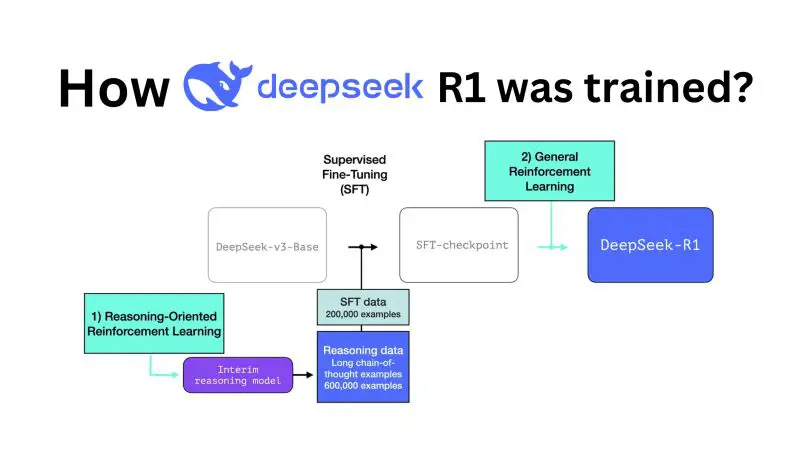 How deepseek R1 was trained?
Supervised
Fine-Tuning
(SFT)
2) General
Reinforcement
Learning
DeepSeek-v3-Base
SFT-checkpoint
DeepSeek-R1
SFT data
200,000 examples
1) Reasoning-Oriented
Reinforcement Learning
Reasoning data
Long chain-of-
thought examples
600,000 examples
Interim
reasoning model